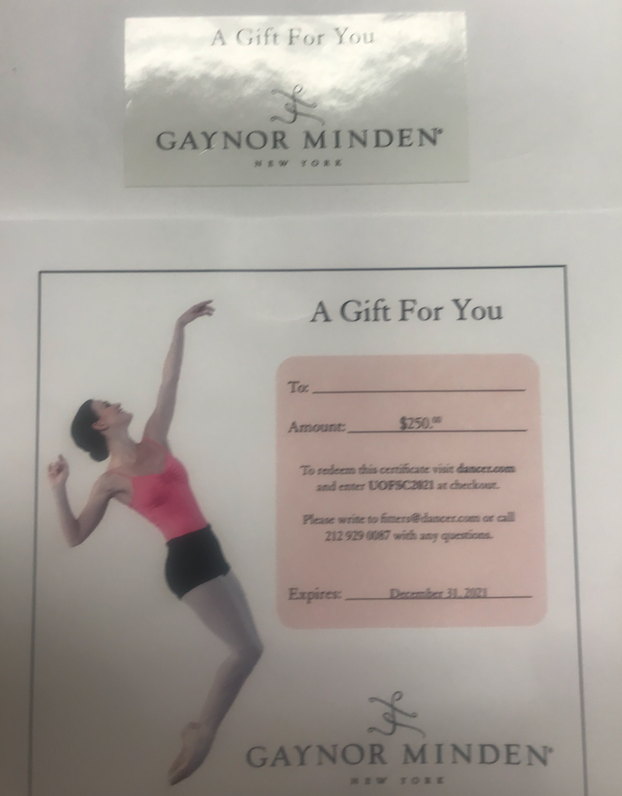 A Gift For You
GAYNOR MINDEN®
NEW YORK
A Gift For You
To:
Amount: $250.00
To redeem this certificate visit dancer.com
and enter UOFSC2021 at checkout.
Please write to fitters@dancer.com or call
212 929 0087 with any questions.
Expires: December 31, 2021
GAYNOR MINDEN®
NEW YORK